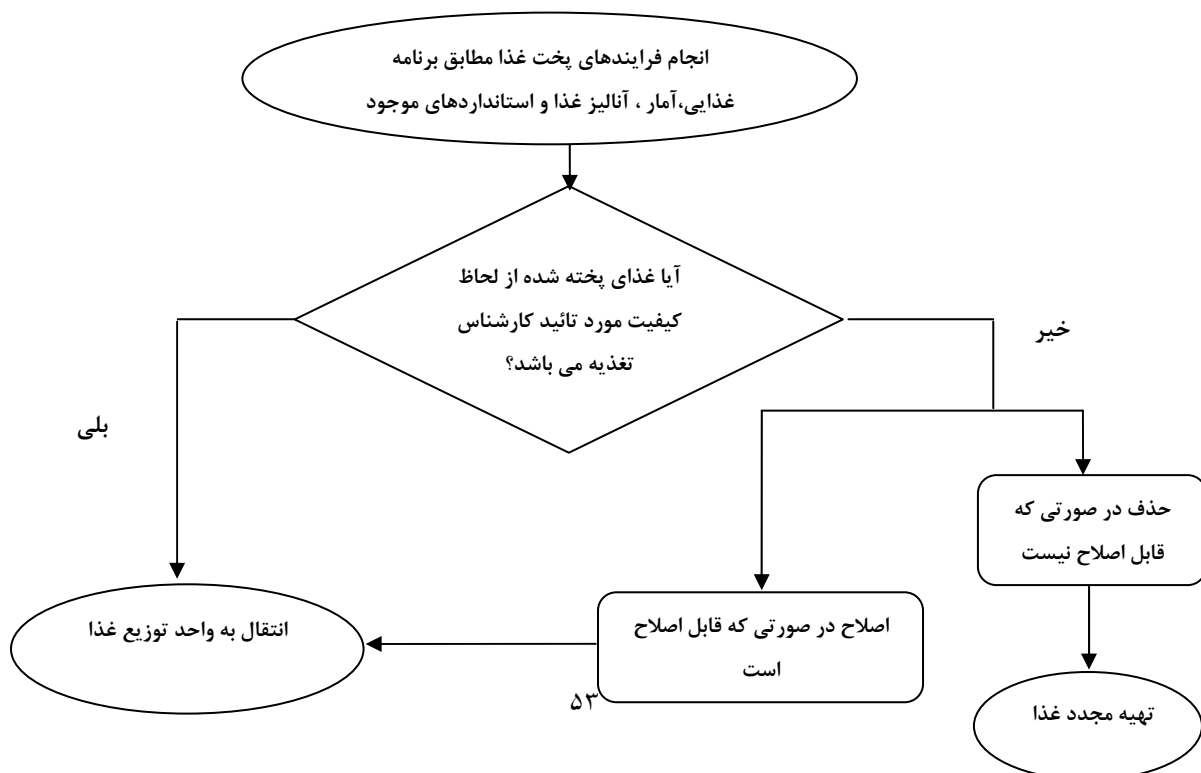 انجام فرایندهای پخت غذا مطابق برنامه
غذایی،آمار ، آنالیز غذا و استانداردهای موجود
آیا غذای پخته شده از لحاظ
کیفیت مورد تائید کارشناس
تغذیه می باشد؟
خیر
بلی
حذف در صورتی که
قابل اصلاح نیست
اصلاح در صورتی که قابل اصلاح
است
انتقال به واحد توزیع غذا
تهیه مجدد غذا
۵۳